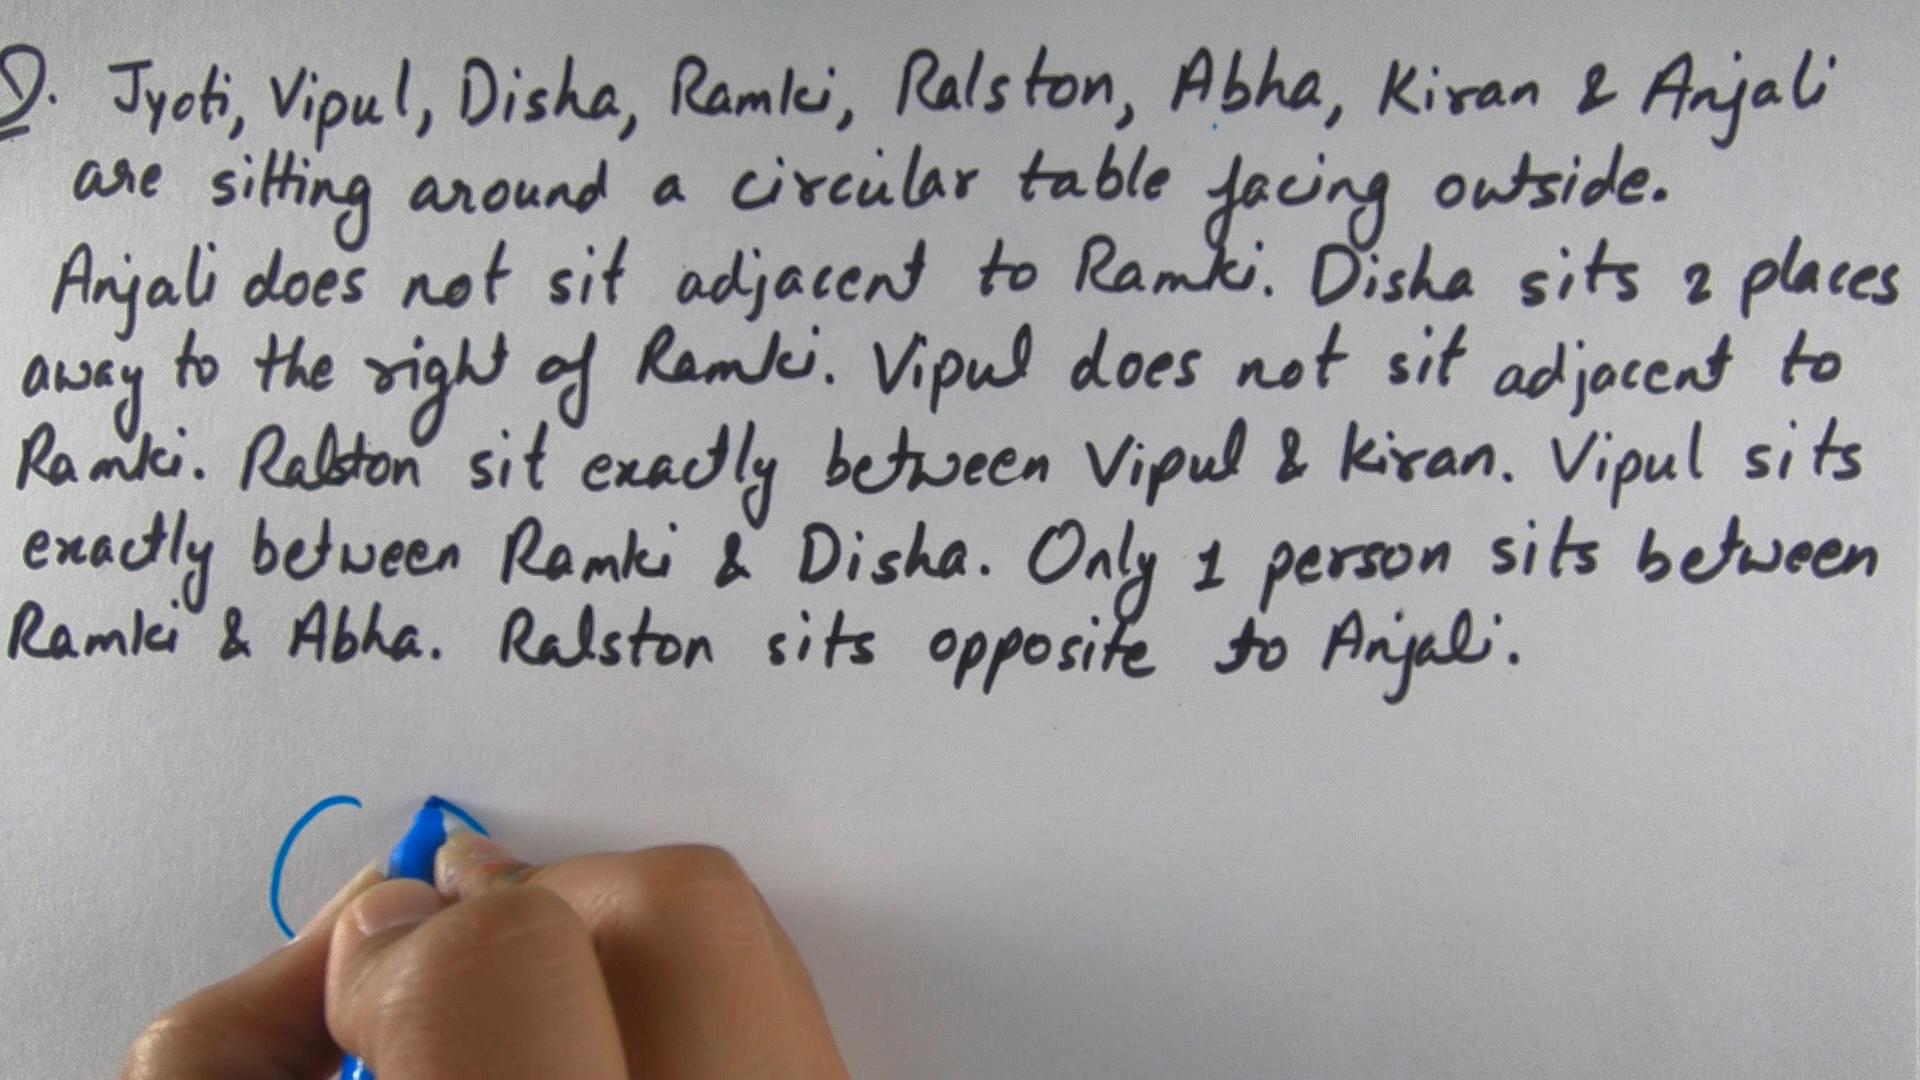 Q. Jyoti, Vipul, Disha, Ramki, Ralston, Abha, Kiran & Anjali
are sitting around a circular table facing outside.
Anjali does not sit adjacent to Ramki. Disha sits 2 places
away to the right of Ramki. Vipul does not sit adjacent to
Ramki. Ralston sit exactly between Vipul & Kiran. Vipul sits
exactly between Ramki & Disha. Only 1 person sits between
Ramki & Abha. Ralston sits opposite to Anjali.